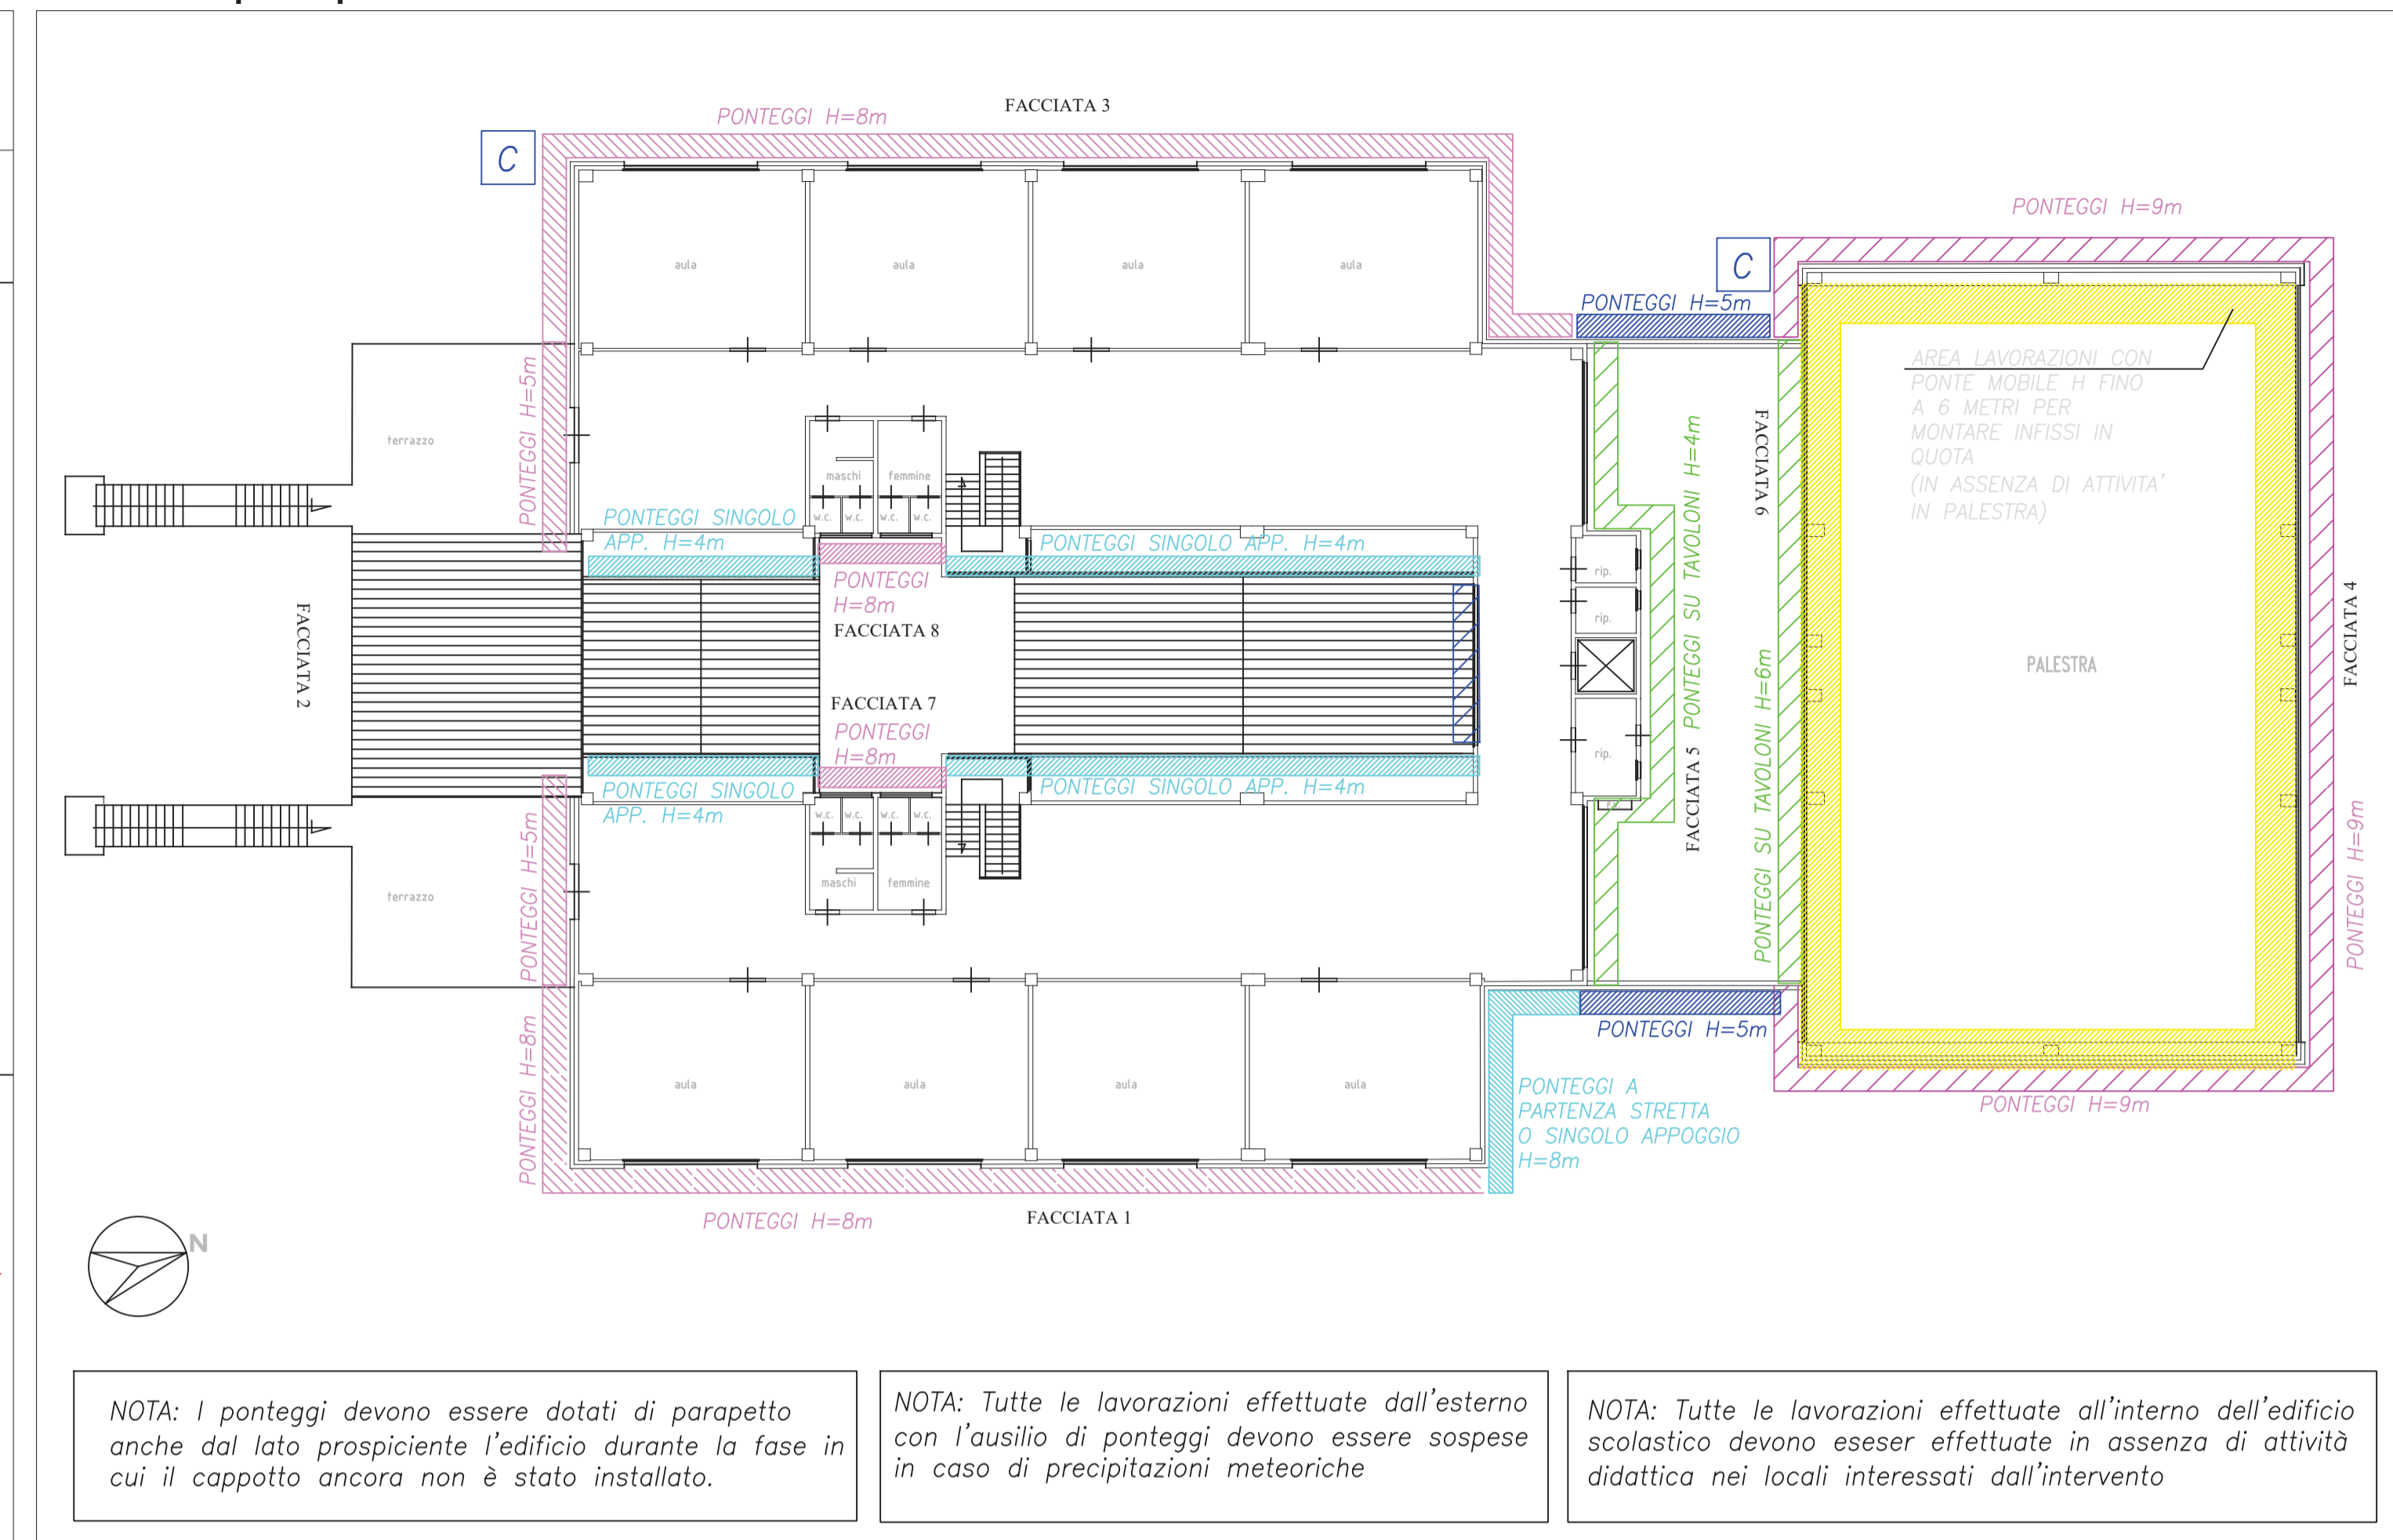 PONTEGGI H=8m
FACCIATA 3
C
PONTEGGI H=9m
C
PONTEGGI H=5m
aula
aula
aula
aula
AREA LAVORAZIONI CON
PONTE MOBILE H FINO
A 6 METRI PER
MONTARE INFISSI IN
QUOTA
(IN ASSENZA DI ATTIVITA'
IN PALESTRA)
PONTEGGI H=5m
terrazzo
maschi
femmine
w.c.
w.c.
w.c.
w.c.
PONTEGGI SINGOLO
APP. H=4m
PONTEGGI SINGOLO APP. H=4m
PONTEGGI
H=8m
FACCIATA 8
FACCIATA 7
PONTEGGI
H=8m
FACCIATA 2
rip.
rip.
rip.
PONTEGGI SU TAVOLONI H=4m
FACCIATA 5
FACCIATA 6
PONTEGGI SU TAVOLONI H=6m
PALESTRA
FACCIATA 4
PONTEGGI H=9m
PONTEGGI SINGOLO
APP. H=4m
PONTEGGI SINGOLO APP. H=4m
w.c.
w.c.
w.c.
w.c.
maschi
femmine
terrazzo
PONTEGGI H=5m
PONTEGGI H=8m
PONTEGGI H=5m
aula
aula
aula
aula
PONTEGGI A
PARTENZA STRETTA
O SINGOLO APPOGGIO
H=8m
PONTEGGI H=9m
PONTEGGI H=8m
FACCIATA 1
N
NOTA: I ponteggi devono essere dotati di parapetto
anche dal lato prospiciente l'edificio durante la fase in
cui il cappotto ancora non è stato installato.
NOTA: Tutte le lavorazioni effettuate dall'esterno
con l'ausilio di ponteggi devono essere sospese
in caso di precipitazioni meteoriche
NOTA: Tutte le lavorazioni effettuate all'interno dell'edificio
scolastico devono eseser effettuate in assenza di attività
didattica nei locali interessati dall'intervento